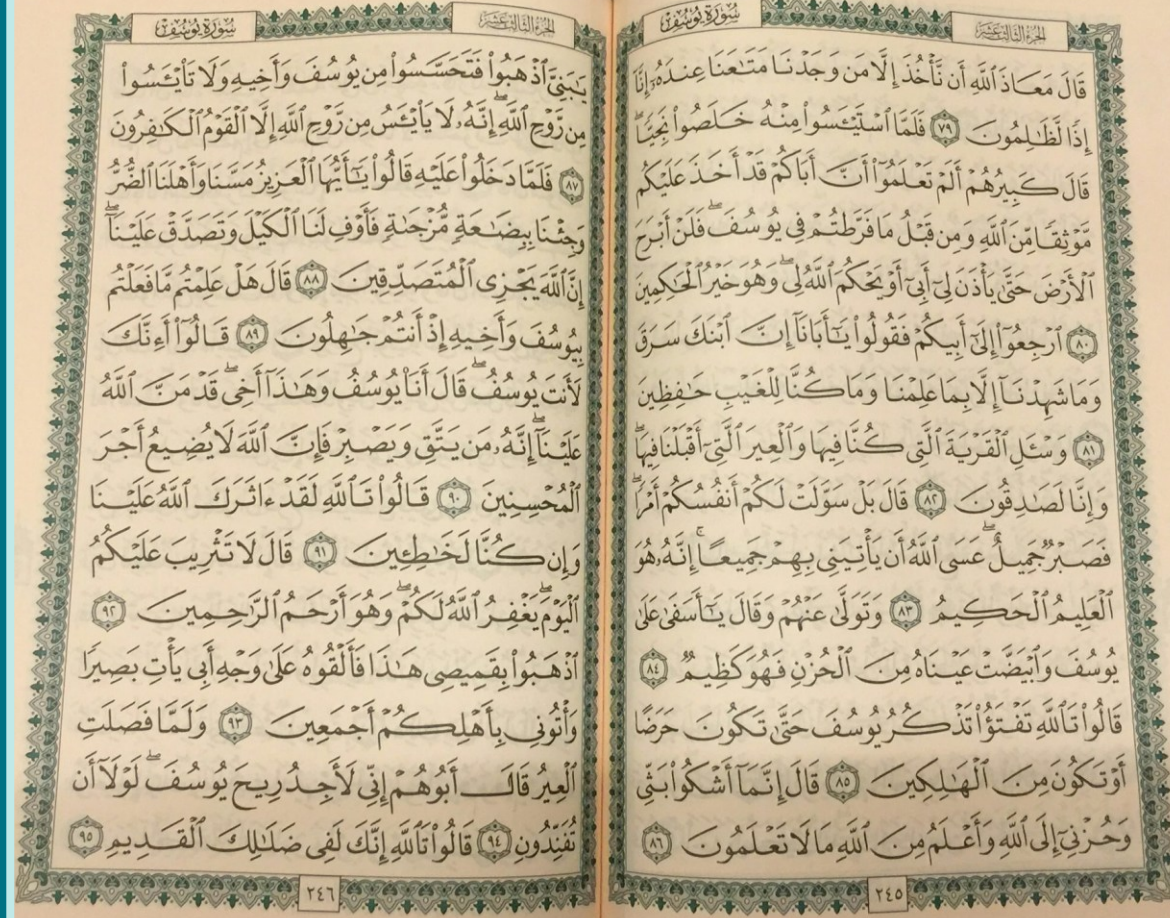 الجزء الثالث عشر
سورة يوسف
قَالَ مَعَاذَ ٱللَّهِ أَن نَّأۡخُذَ إِلَّا مَن وَجَدۡنَا مَتَٰعَنَا عِندَهُۥٓ إِنَّآ
إِذٗا لَّظَٰلِمُونَ ٧٩ فَلَمَّا ٱسۡتَيۡـَٔسُواْ مِنۡهُ خَلَصُواْ نَجِيّٗاۖ
قَالَ كَبِيرُهُمۡ أَلَمۡ تَعۡلَمُوٓاْ أَنَّ أَبَاكُمۡ قَدۡ أَخَذَ عَلَيۡكُم
مَّوۡثِقٗا مِّنَ ٱللَّهِ وَمِن قَبۡلُ مَا فَرَّطتُمۡ فِي يُوسُفَۖ فَلَنۡ أَبۡرَحَ
ٱلۡأَرۡضَ حَتَّىٰ يَأۡذَنَ لِيٓ أَبِيٓ أَوۡ يَحۡكُمَ ٱللَّهُ لِيۖ وَهُوَ خَيۡرُ ٱلۡحَٰكِمِينَ
٨٠ ٱرۡجِعُوٓاْ إِلَىٰٓ أَبِيكُمۡ فَقُولُواْ يَٰٓأَبَانَآ إِنَّ ٱبۡنَكَ سَرَقَ
وَمَا شَهِدۡنَآ إِلَّا بِمَا عَلِمۡنَا وَمَا كُنَّا لِلۡغَيۡبِ حَٰفِظِينَ
٨١ وَسۡـَٔلِ ٱلۡقَرۡيَةَ ٱلَّتِي كُنَّا فِيهَا وَٱلۡعِيرَ ٱلَّتِيٓ أَقۡبَلۡنَا فِيهَاۖ
وَإِنَّا لَصَٰدِقُونَ ٨٢ قَالَ بَلۡ سَوَّلَتۡ لَكُمۡ أَنفُسُكُمۡ أَمۡرٗاۖ
فَصَبۡرٞ جَمِيلٌۖ عَسَى ٱللَّهُ أَن يَأۡتِيَنِي بِهِمۡ جَمِيعًاۚ إِنَّهُۥ هُوَ
ٱلۡعَلِيمُ ٱلۡحَكِيمُ ٨٣ وَتَوَلَّىٰ عَنۡهُمۡ وَقَالَ يَٰٓأَسَفَىٰ عَلَىٰ
يُوسُفَ وَٱبۡيَضَّتۡ عَيۡنَاهُ مِنَ ٱلۡحُزۡنِ فَهُوَ كَظِيمٞ ٨٤
قَالُواْ تَٱللَّهِ تَفۡتَؤُاْ تَذۡكُرُ يُوسُفَ حَتَّىٰ تَكُونَ حَرَضًا
أَوۡ تَكُونَ مِنَ ٱلۡهَٰلِكِينَ ٨٥ قَالَ إِنَّمَآ أَشۡكُواْ بَثِّي
وَحُزۡنِيٓ إِلَى ٱللَّهِ وَأَعۡلَمُ مِنَ ٱللَّهِ مَا لَا تَعۡلَمُونَ ٨٦
٢٤٥
الجزء الثالث عشر
سورة يوسف
يَٰبَنِيَّ ٱذۡهَبُواْ فَتَحَسَّسُواْ مِن يُوسُفَ وَأَخِيهِ وَلَا تَاْيۡـَٔسُواْ
مِن رَّوۡحِ ٱللَّهِۖ إِنَّهُۥ لَا يَاْيۡـَٔسُ مِن رَّوۡحِ ٱللَّهِ إِلَّا ٱلۡقَوۡمُ ٱلۡكَٰفِرُونَ
٨٧ فَلَمَّا دَخَلُواْ عَلَيۡهِ قَالُواْ يَٰٓأَيُّهَا ٱلۡعَزِيزُ مَسَّنَا وَأَهۡلَنَا ٱلضُّرُّ
وَجِئۡنَا بِبِضَٰعَةٖ مُّزۡجَىٰةٖ فَأَوۡفِ لَنَا ٱلۡكَيۡلَ وَتَصَدَّقۡ عَلَيۡنَآۖ
إِنَّ ٱللَّهَ يَجۡزِي ٱلۡمُتَصَدِّقِينَ ٨٨ قَالَ هَلۡ عَلِمۡتُم مَّا فَعَلۡتُم
بِيُوسُفَ وَأَخِيهِ إِذۡ أَنتُمۡ جَٰهِلُونَ ٨٩ قَالُوٓاْ أَءِنَّكَ
لَأَنتَ يُوسُفُۖ قَالَ أَنَا۠ يُوسُفُ وَهَٰذَآ أَخِيۖ قَدۡ مَنَّ ٱللَّهُ
عَلَيۡنَآۖ إِنَّهُۥ مَن يَتَّقِ وَيَصۡبِرۡ فَإِنَّ ٱللَّهَ لَا يُضِيعُ أَجۡرَ
ٱلۡمُحۡسِنِينَ ٩٠ قَالُواْ تَٱللَّهِ لَقَدۡ ءَاثَرَكَ ٱللَّهُ عَلَيۡنَا
وَإِن كُنَّا لَخَٰطِـِٔينَ ٩١ قَالَ لَا تَثۡرِيبَ عَلَيۡكُمُ
ٱلۡيَوۡمَۖ يَغۡفِرُ ٱللَّهُ لَكُمۡۖ وَهُوَ أَرۡحَمُ ٱلرَّٰحِمِينَ ٩٢
ٱذۡهَبُواْ بِقَمِيصِي هَٰذَا فَأَلۡقُوهُ عَلَىٰ وَجۡهِ أَبِي يَأۡتِ بَصِيرٗا
وَأۡتُونِي بِأَهۡلِكُمۡ أَجۡمَعِينَ ٩٣ وَلَمَّا فَصَلَتِ
ٱلۡعِيرُ قَالَ أَبُوهُمۡ إِنِّي لَأَجِدُ رِيحَ يُوسُفَۖ لَوۡلَآ أَن
تُفَنِّدُونِ ٩٤ قَالُواْ تَٱللَّهِ إِنَّكَ لَفِي ضَلَٰلِكَ ٱلۡقَدِيمِ ٩٥
٢٤٦